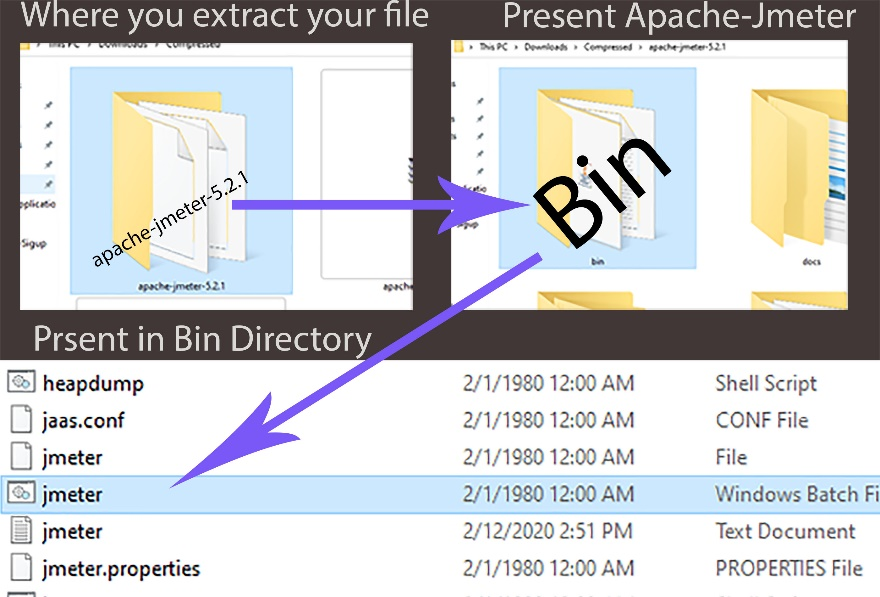 Where you extract your file
Present Apache-Jmeter
This PC > Downloads > Compressed
This PC > Downloads > Compressed > apache-jmeter-5.2.1
apache-jmeter-5.2.1
Bin
Sigup
apache-jmeter-5.2.1
apache
bin
docs
Prsent in Bin Directory
heapdump 2/1/1980 12:00 AM Shell Script
jaas.conf 2/1/1980 12:00 AM CONF File
jmeter 2/1/1980 12:00 AM File
jmeter 2/1/1980 12:00 AM Windows Batch Fi
jmeter 2/12/2020 2:51 PM Text Document
jmeter.properties 2/1/1980 12:00 AM PROPERTIES File